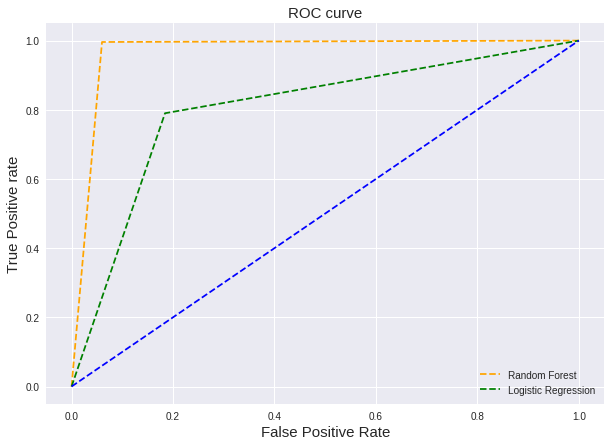 ROC curve
True Positive rate
1.0
0.8
0.6
0.4
0.2
0.0
Random Forest
Logistic Regression
0.0 0.2 0.4 0.6 0.8 1.0
False Positive Rate